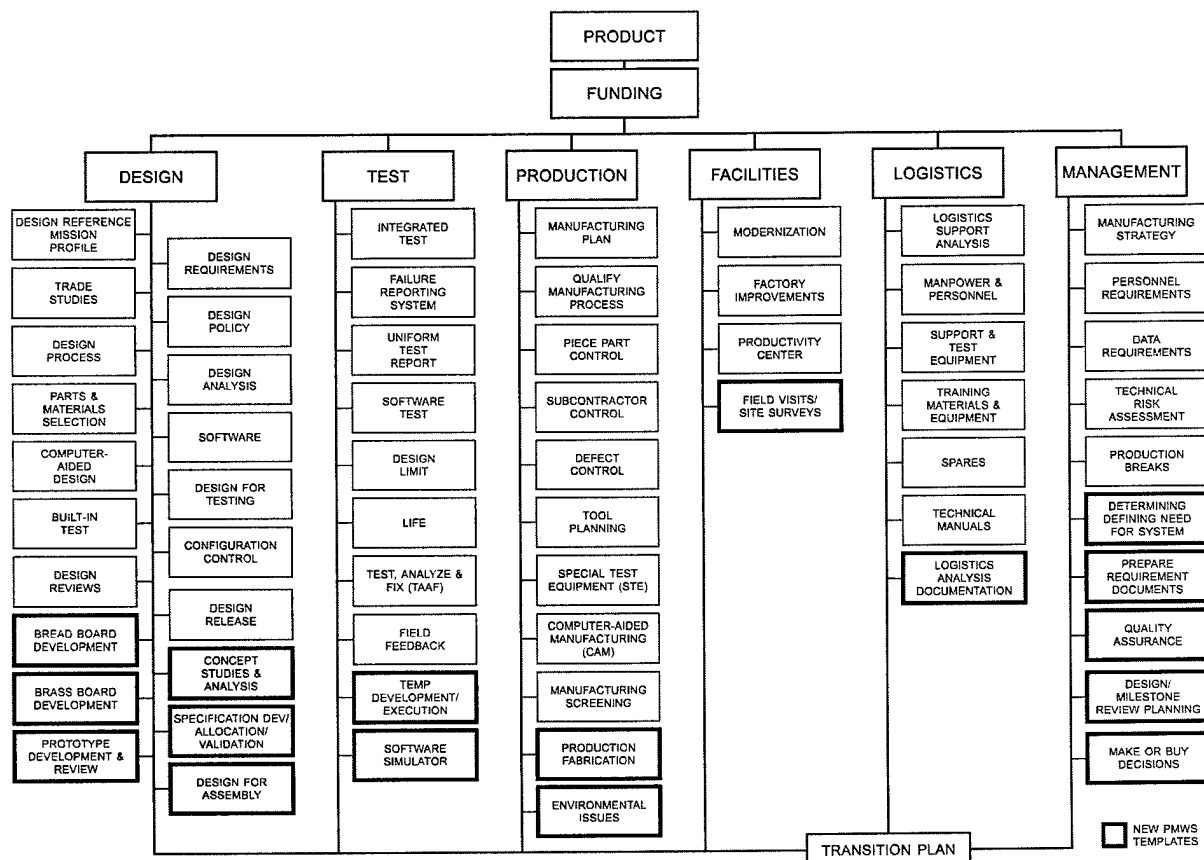 PRODUCT
FUNDING
DESIGN
TEST
PRODUCTION
FACILITIES
LOGISTICS
MANAGEMENT
DESIGN REFERENCE
MISSION
PROFILE
TRADE
STUDIES
DESIGN
PROCESS
PARTS &
MATERIALS
SELECTION
COMPUTER-
AIDED
DESIGN
BUILT-IN
TEST
DESIGN
REVIEWS
BREAD BOARD
DEVELOPMENT
BRASS BOARD
DEVELOPMENT
PROTOTYPE
DEVELOPMENT &
REVIEW
DESIGN
REQUIREMENTS
DESIGN
POLICY
DESIGN
ANALYSIS
SOFTWARE
DESIGN FOR
TESTING
CONFIGURATION
CONTROL
DESIGN
RELEASE
CONCEPT
STUDIES &
ANALYSIS
SPECIFICATION DEV/
ALLOCATION/
VALIDATION
DESIGN FOR
ASSEMBLY
INTEGRATED
TEST
FAILURE
REPORTING
SYSTEM
UNIFORM
TEST
REPORT
SOFTWARE
TEST
DESIGN
LIMIT
LIFE
TEST, ANALYZE &
FIX (TAAF)
FIELD
FEEDBACK
TEMP
DEVELOPMENT/
EXECUTION
SOFTWARE
SIMULATOR
MANUFACTURING
PLAN
QUALIFY
MANUFACTURING
PROCESS
PIECE PART
CONTROL
SUBCONTRACTOR
CONTROL
DEFECT
CONTROL
TOOL
PLANNING
SPECIAL TEST
EQUIPMENT (STE)
COMPUTER-AIDED
MANUFACTURING
(CAM)
MANUFACTURING
SCREENING
PRODUCTION
FABRICATION
ENVIRONMENTAL
ISSUES
MODERNIZATION
FACTORY
IMPROVEMENTS
PRODUCTIVITY
CENTER
FIELD VISITS/
SITE SURVEYS
LOGISTICS
SUPPORT
ANALYSIS
MANPOWER &
PERSONNEL
SUPPORT &
TEST
EQUIPMENT
TRAINING
MATERIALS &
EQUIPMENT
SPARES
TECHNICAL
MANUALS
LOGISTICS
ANALYSIS
DOCUMENTATION
MANUFACTURING
STRATEGY
PERSONNEL
REQUIREMENTS
DATA
REQUIREMENTS
TECHNICAL
RISK
ASSESSMENT
PRODUCTION
BREAKS
DETERMINING
DEFINING NEED
FOR SYSTEM
PREPARE
REQUIREMENT
DOCUMENTS
QUALITY
ASSURANCE
DESIGN/
MILESTONE
REVIEW PLANNING
MAKE OR BUY
DECISIONS
TRANSITION PLAN
NEW PMWS
TEMPLATES